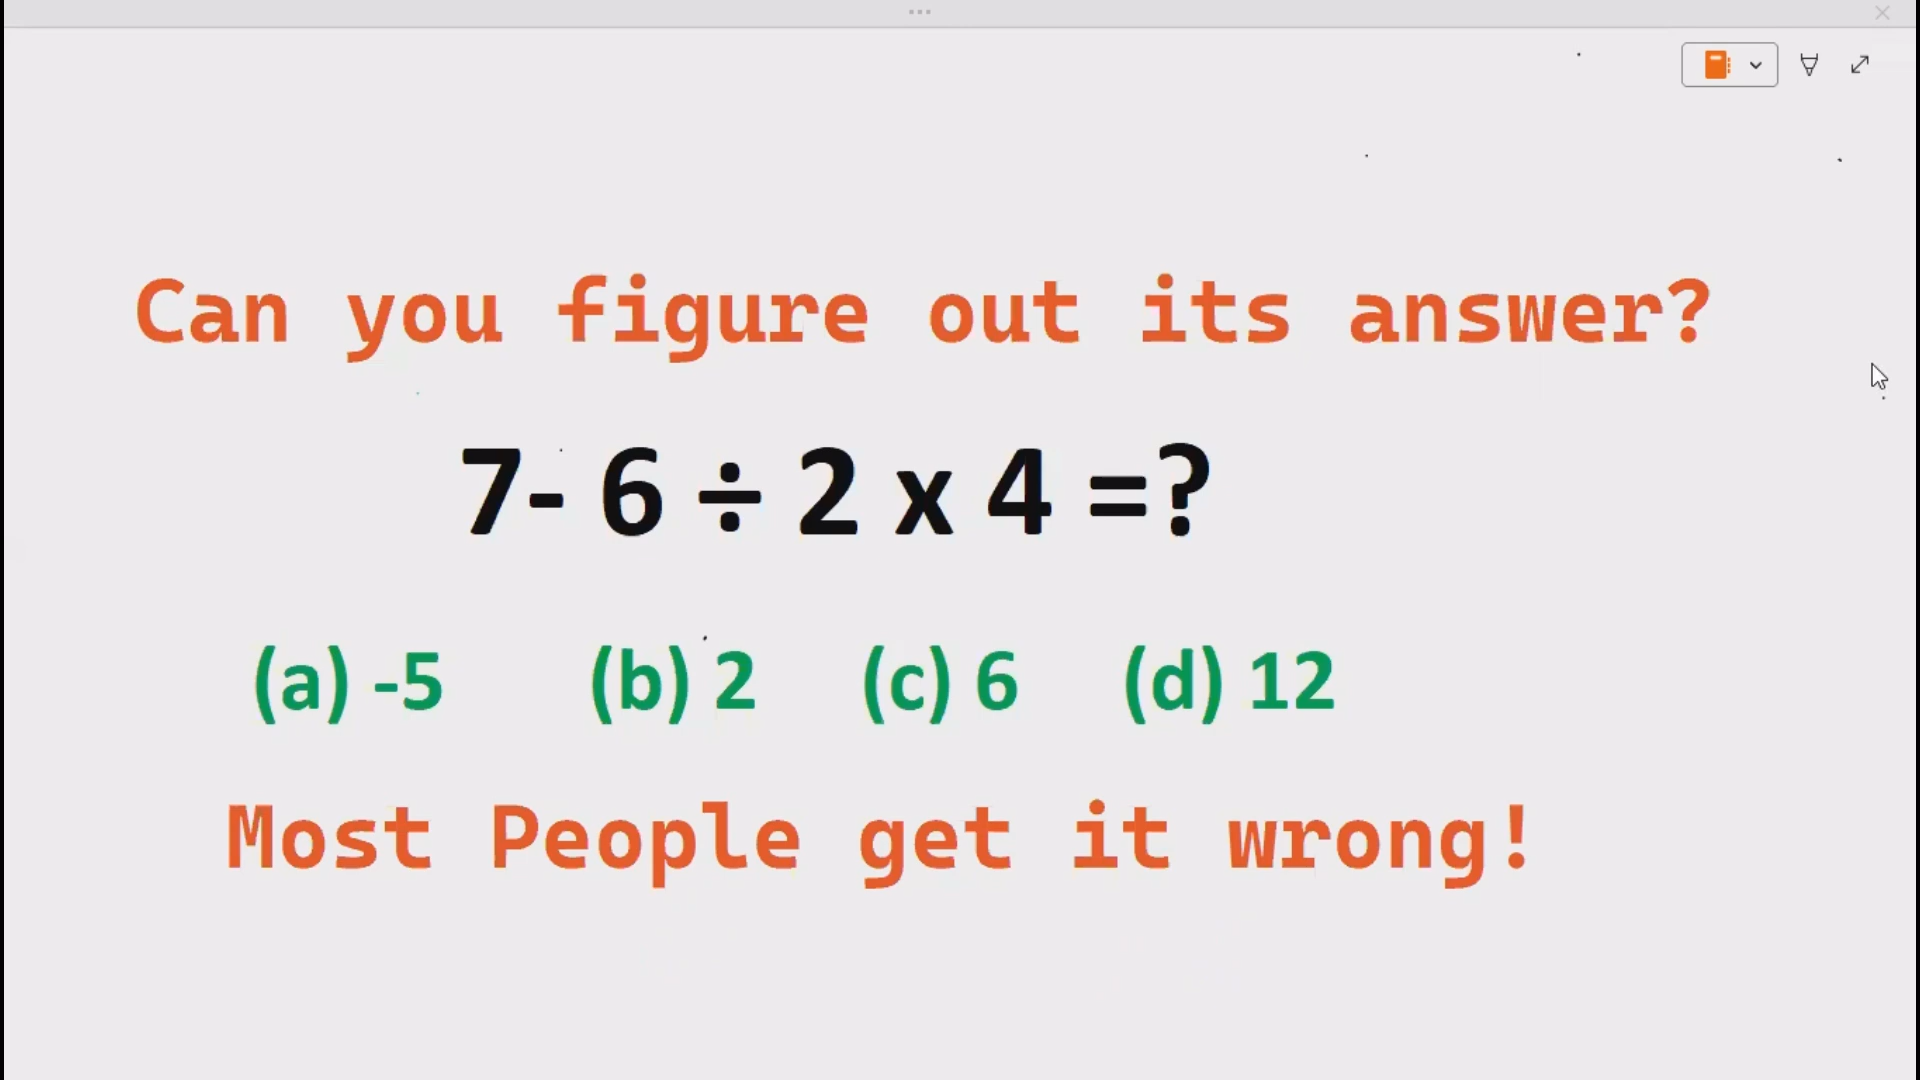 Can you figure out its answer?
7- 6 ÷ 2 x 4 =?
(a) -5 (b) 2 (c) 6 (d) 12
Most People get it wrong!